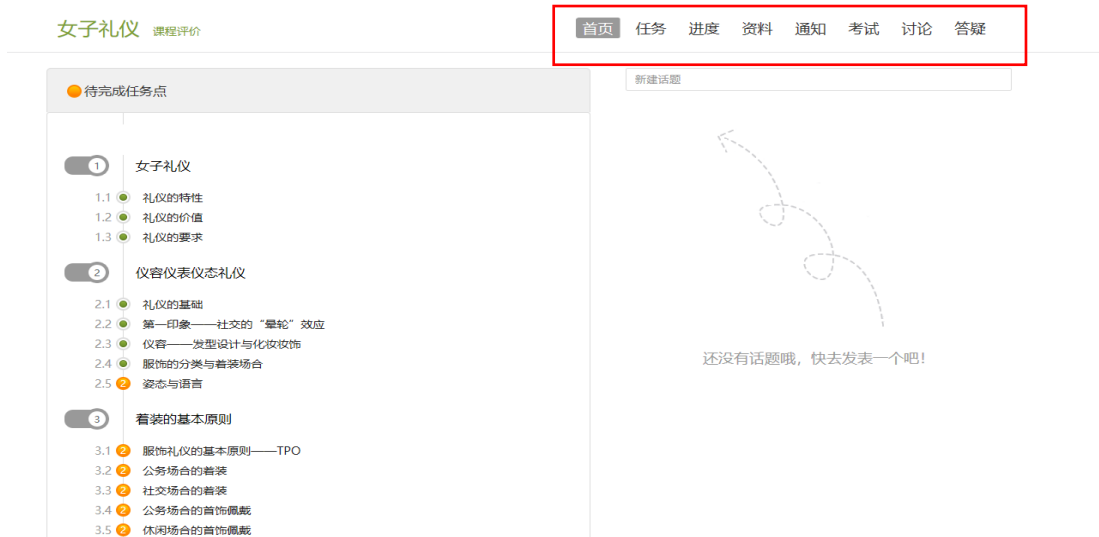 女子礼仪 课程评价
首页 任务 进度 资料 通知 考试 讨论 答疑
待完成任务点
1 女子礼仪
1.1 礼仪的特性
1.2 礼仪的价值
1.3 礼仪的要求
2 仪容仪表仪态礼仪
2.1 礼仪的基础
2.2 第一印象——社交的“晕轮”效应
2.3 仪容——发型设计与化妆妆饰
2.4 服饰的分类与着装场合
2.5 2 姿态与语言
3 着装的基本原则
3.1 2 服饰礼仪的基本原则——TPO
3.2 2 公务场合的着装
3.3 2 社交场合的着装
3.4 2 公务场合的首饰佩戴
3.5 2 休闲场合的首饰佩戴
新建话题
还没有话题哦，快去发表一个吧！